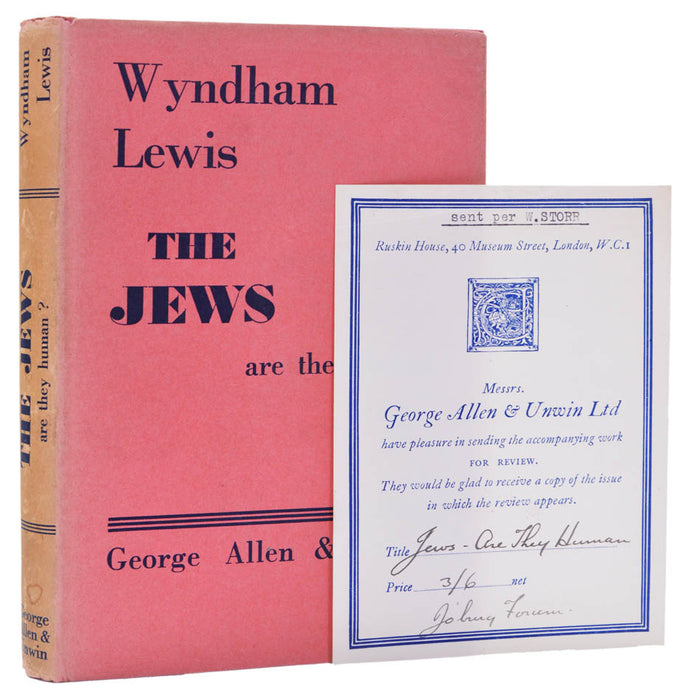 Wyndham
Lewis
THE JEWS
are they human?
George
Allen &
Unwin
Wyndham
Lewis
THE
JEWS
are the
George Allen &
sent per W.STORR
Ruskin House, 40 Museum Street, London, W.C.1
Messrs.
George Allen & Unwin Ltd
have pleasure in sending the accompanying work
FOR REVIEW.
They would be glad to receive a copy of the issue
in which the review appears.
Title Jews - Are They Human
Price 3/6 net
Jo'burg Forum.